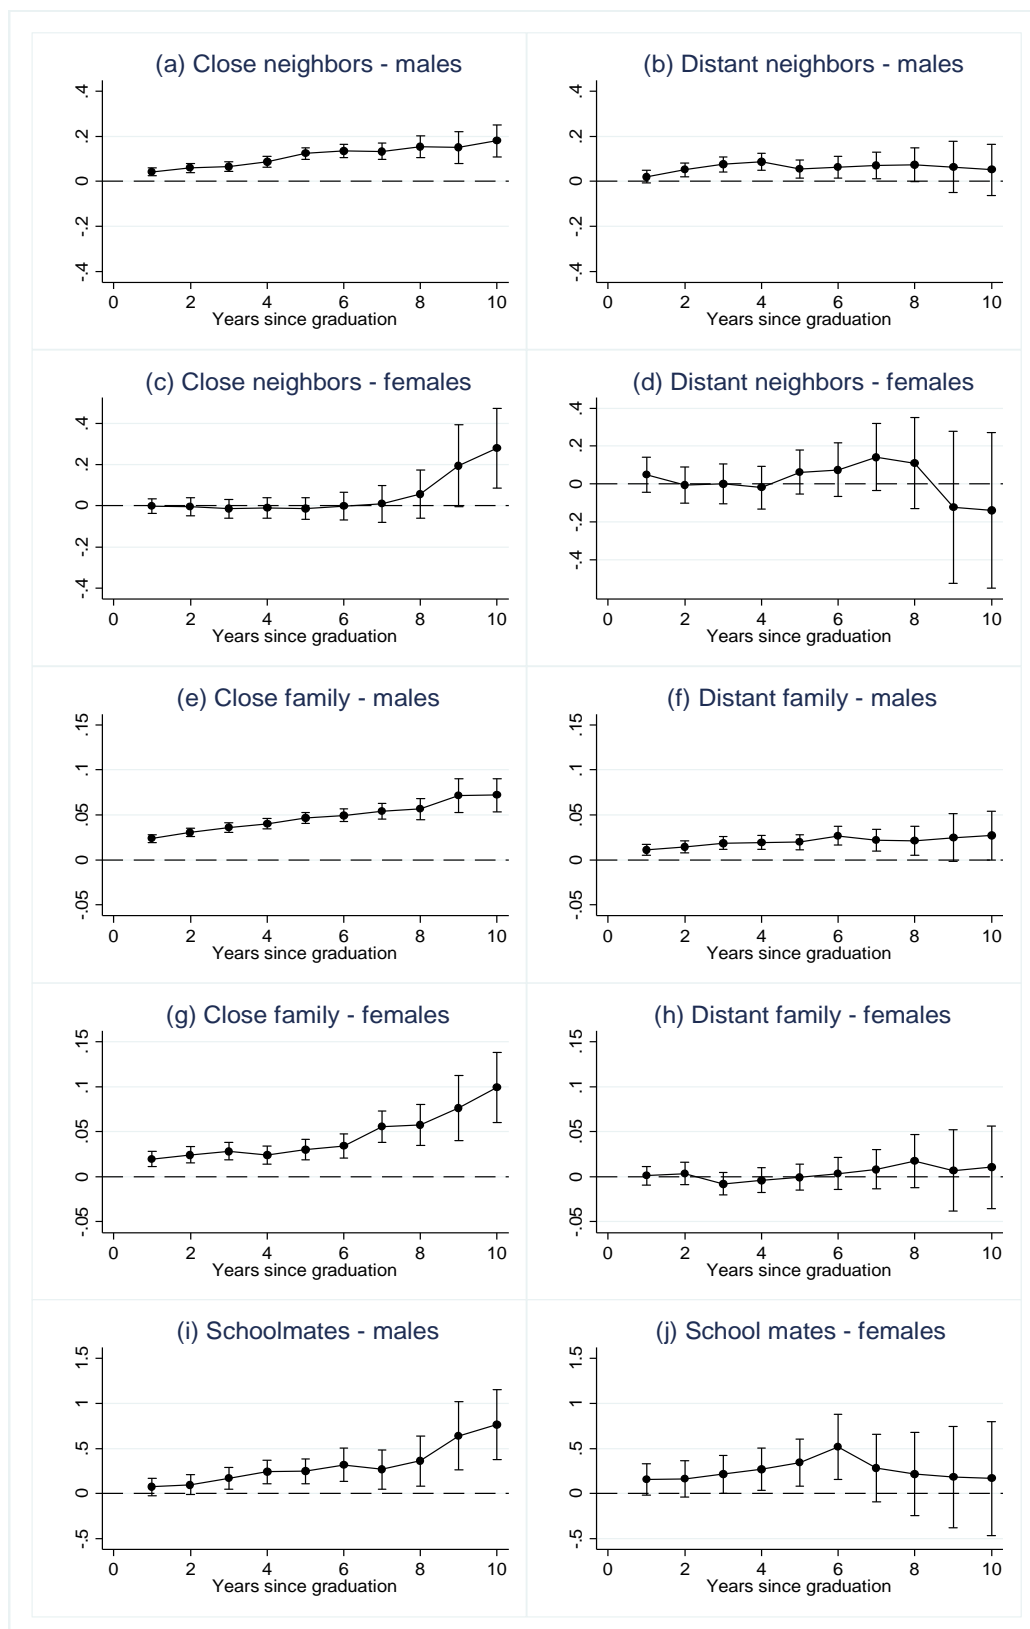 (a) Close neighbors - males
.4
.2
0
-.2
-.4
0 2 4 6 8 10
Years since graduation
(b) Distant neighbors - males
.4
.2
0
-.2
-.4
0 2 4 6 8 10
Years since graduation
(c) Close neighbors - females
.4
.2
0
-.2
-.4
0 2 4 6 8 10
Years since graduation
(d) Distant neighbors - females
.4
.2
0
-.2
-.4
0 2 4 6 8 10
Years since graduation
(e) Close family - males
.15
.1
.05
0
-.05
0 2 4 6 8 10
Years since graduation
(f) Distant family - males
.15
.1
.05
0
-.05
0 2 4 6 8 10
Years since graduation
(g) Close family - females
.15
.1
.05
0
-.05
0 2 4 6 8 10
Years since graduation
(h) Distant family - females
.15
.1
.05
0
-.05
0 2 4 6 8 10
Years since graduation
(i) Schoolmates - males
1.5
1
.5
0
-.5
0 2 4 6 8 10
Years since graduation
(j) School mates - females
1.5
1
.5
0
-.5
0 2 4 6 8 10
Years since graduation